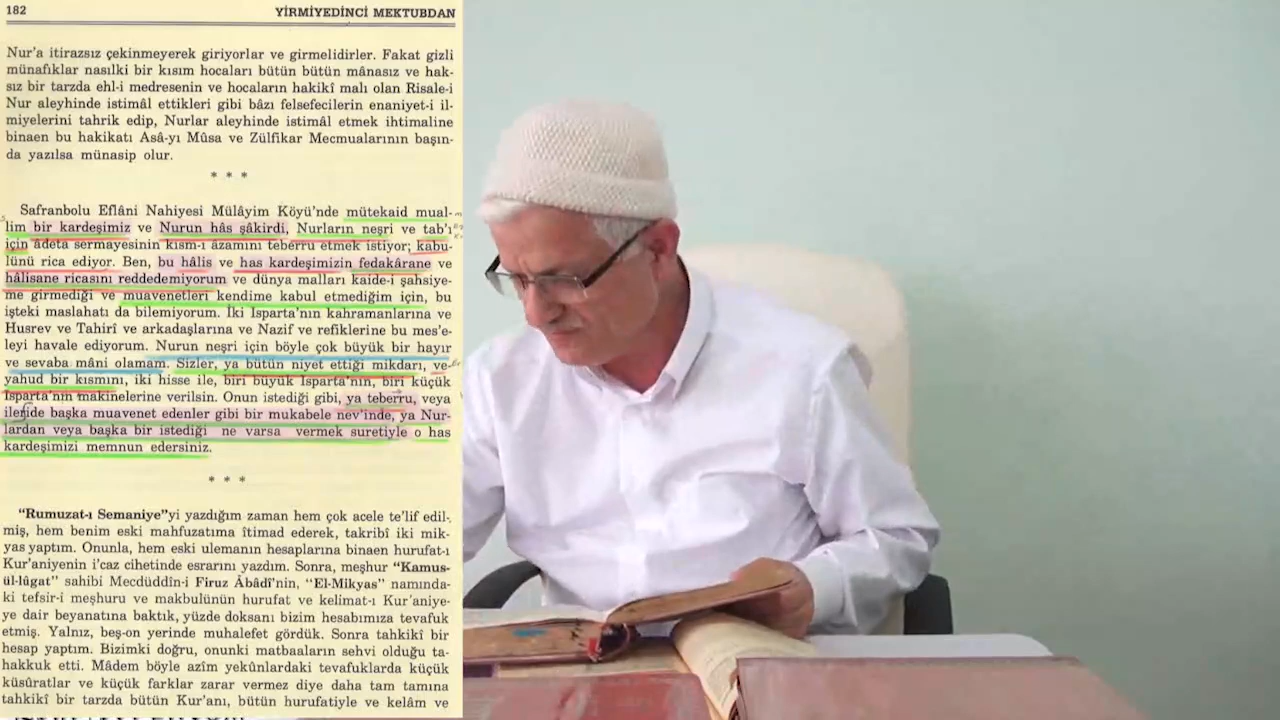 182 YİRMİYEDİNCİ MEKTUBDAN
Nur'a itirazsız çekinmeyerek giriyorlar ve girmelidirler. Fakat gizli
münafıklar nasılki bir kısım hocaları bütün bütün mânasız ve hak-
sız bir tarzda ehl-i medresenin ve hocaların hakikî malı olan Risale-i
Nur aleyhinde istimâl ettikleri gibi bâzı felsefecilerin enaniyet-i il-
miyelerini tahrik edip, Nurlar aleyhinde istimâl etmek ihtimaline
binaen bu hakikatı Asâ-yı Mûsa ve Zülfikar Mecmualarının başın-
da yazılsa münasip olur.
* * *
Safranbolu Eflâni Nahiyesi Mülâyim Köyü'nde mütekaid mual-
lim bir kardeşimiz ve Nurun hâs şâkirdi, Nurların neşri ve tab'ı
için âdeta sermayesinin kısm-ı âzamını teberru etmek istiyor; kabu-
lünü rica ediyor. Ben, bu hâlis ve has kardeşimizin fedakârane ve
hâlisane ricasını reddedemiyorum ve dünya malları kaide-i şahsiye-
me girmediği ve muavenetleri kendime kabul etmediğim için, bu
işteki maslahatı da bilemiyorum. İki Isparta'nın kahramanlarına ve
Husrev ve Tahirî ve arkadaşlarına ve Nazif ve refiklerine bu mes'e-
leyi havale ediyorum. Nurun neşri için böyle çok büyük bir hayır
ve sevaba mâni olamam. Sizler, ya bütün niyet ettiği mikdarı, ve-
yahud bir kısmını, iki hisse ile, biri büyük Isparta'nın, biri küçük
Isparta'nın makinelerine verilsin. Onun istediği gibi, ya teberru, veya
ileride başka muavenet edenler gibi bir mukabele nev'inde, ya Nur-
lardan veya başka bir istediği ne varsa vermek suretiyle o has
kardeşimizi memnun edersiniz.
* * *
"Rumuzat-ı Semaniye"yi yazdığım zaman hem çok acele te'lif edil-
miş, hem benim eski mahfuzatıma îtimad ederek, takribî iki mik-
yas yaptım. Onunla, hem eski ulemanın hesaplarına binaen hurufat-ı
Kur'aniyenin i'caz cihetinde esrarını yazdım. Sonra, meşhur "Kamus-
ül-lûgat" sahibi Mecdüddîn-i Firuz Âbâdî'nin, "El-Mikyas" namında-
ki tefsir-i meşhuru ve makbulünün hurufat ve kelimat-ı Kur'aniye-
ye dair beyanatına baktık, yüzde doksanı bizim hesabımıza tevafuk
etmiş. Yalnız, beş-on yerinde muhalefet gördük. Sonra tahkikî bir
hesap yaptım. Bizimki doğru, onunki matbaaların sehvi olduğu ta-
hakkuk etti. Mâdem böyle azîm yekûnlardaki tevafuklarda küçük
küsûratlar ve küçük farklar zarar vermez diye daha tam tamına
tahkikî bir tarzda bütün Kur'anı, bütün hurufatiyle ve kelâm ve